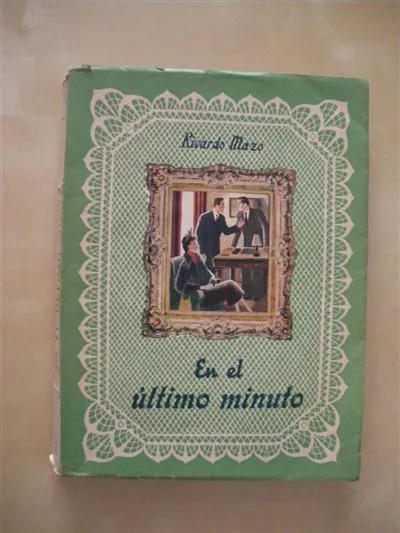 Ricardo Mazo
En el
último minuto